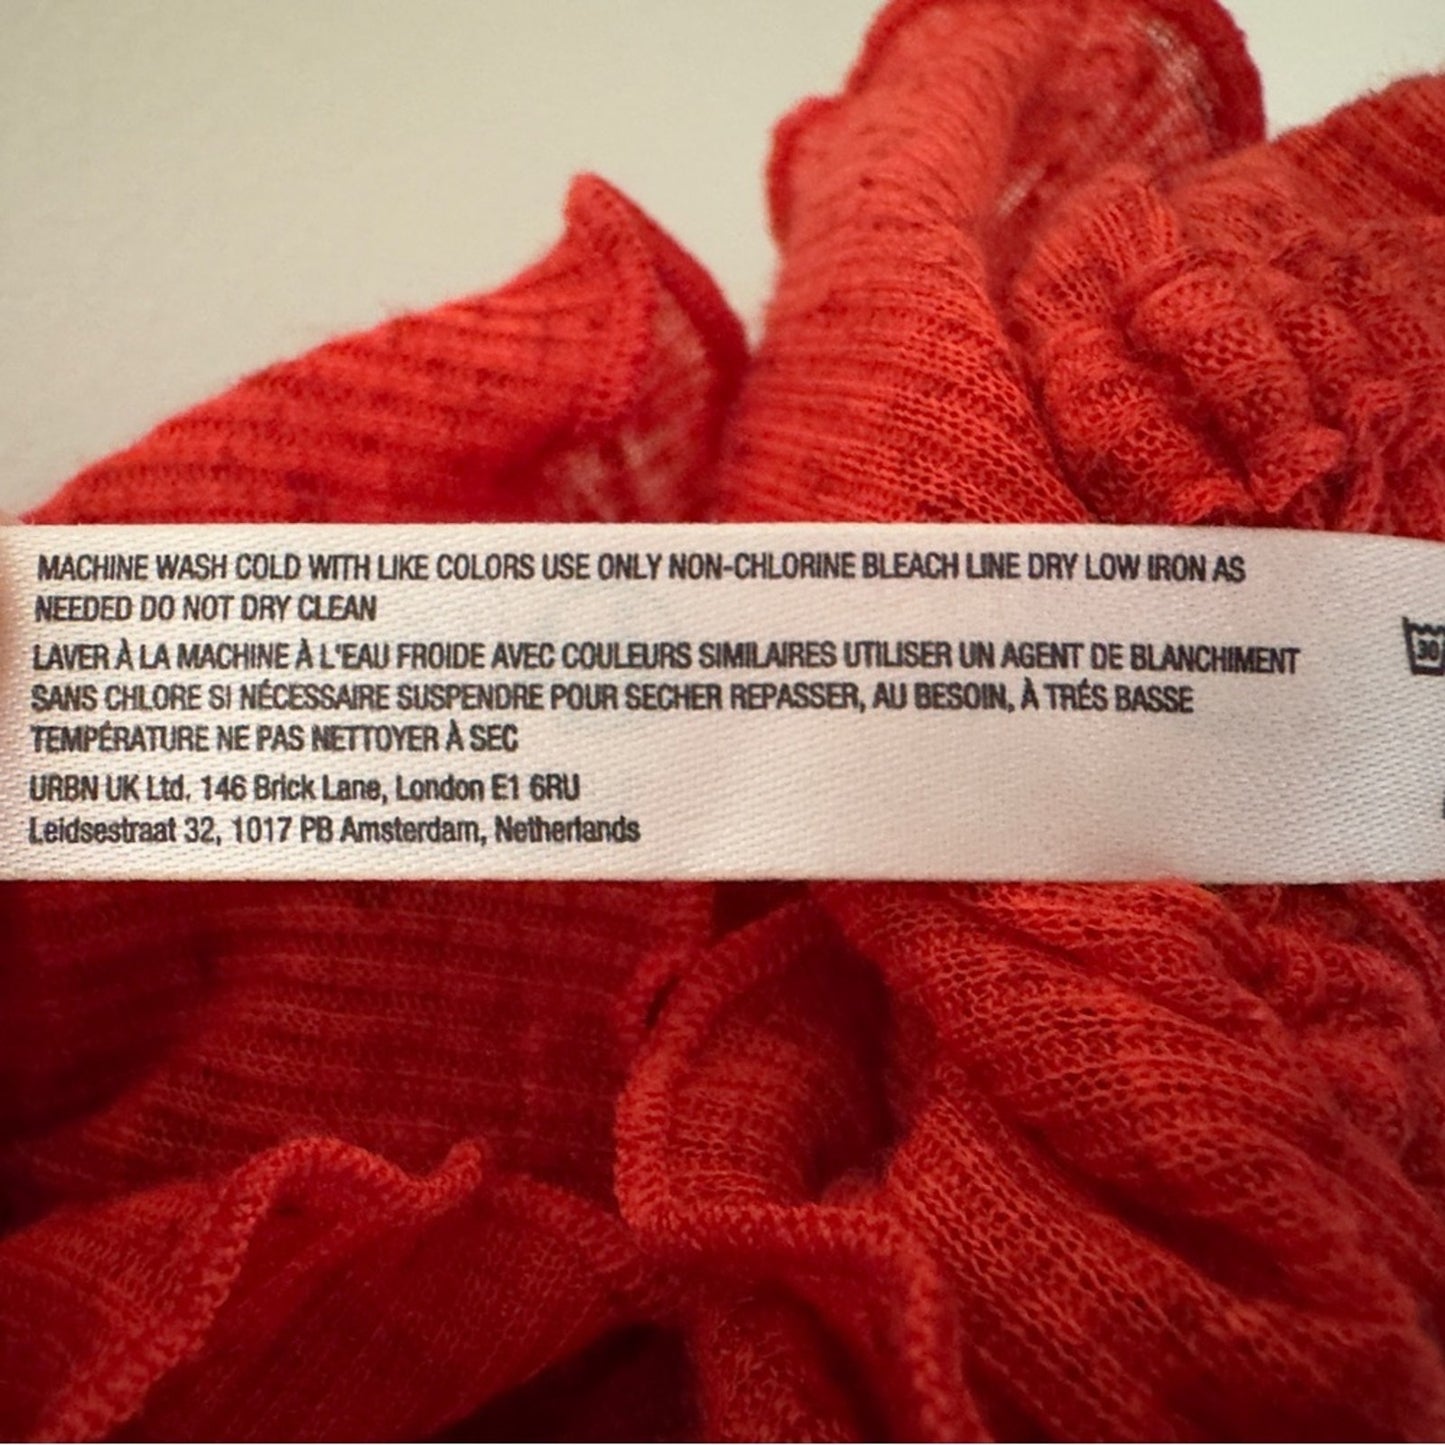 MACHINE WASH COLD WITH LIKE COLORS USE ONLY NON-CHLORINE BLEACH LINE DRY LOW IRON AS
NEEDED DO NOT DRY CLEAN
LAVER À LA MACHINE À L'EAU FROIDE AVEC COULEURS SIMILAIRES UTILISER UN AGENT DE BLANCHIMENT
SANS CHLORE SI NÉCESSAIRE SUSPENDRE POUR SECHER REPASSER, AU BESOIN, À TRÉS BASSE
TEMPÉRATURE NE PAS NETTOYER À SEC
URBN UK Ltd. 146 Brick Lane, London E1 6RU
Leidsestraat 32, 1017 PB Amsterdam, Netherlands
30